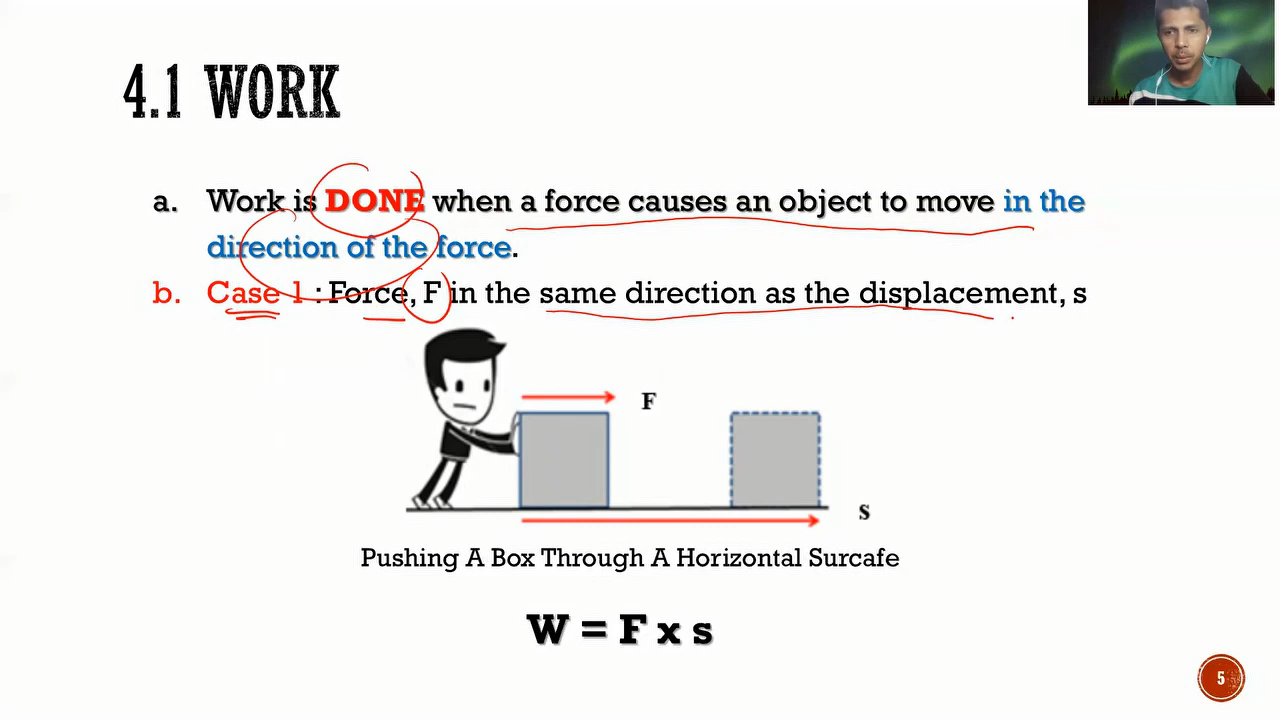 4.1 WORK
a. Work is DONE when a force causes an object to move in the
direction of the force.
b. Case 1 : Force, F in the same direction as the displacement, s
F
s
Pushing A Box Through A Horizontal Surcafe
W = F x s
5